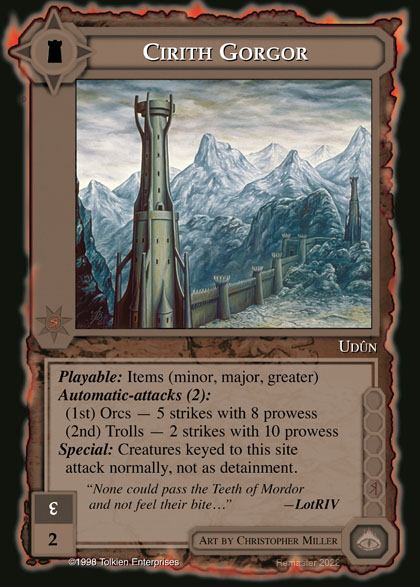 CIRITH GORGOR
UDÛN
Playable: Items (minor, major, greater)
Automatic-attacks (2):
(1st) Orcs — 5 strikes with 8 prowess
(2nd) Trolls — 2 strikes with 10 prowess
Special: Creatures keyed to this site
attack normally, not as detainment.
“None could pass the Teeth of Mordor
and not feel their bite…” —LotRIV
ε
2
ART BY CHRISTOPHER MILLER
©1998 Tolkien Enterprises
Remaster 2022